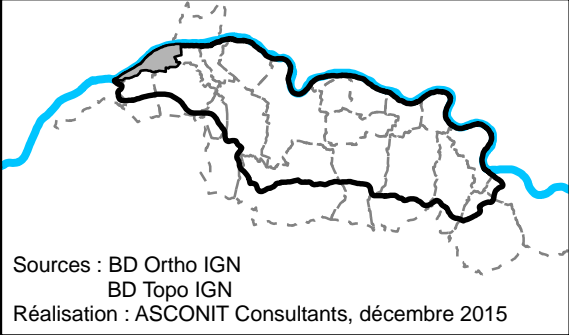 Sources : BD Ortho IGN
BD Topo IGN
Réalisation : ASCONIT Consultants, décembre 2015